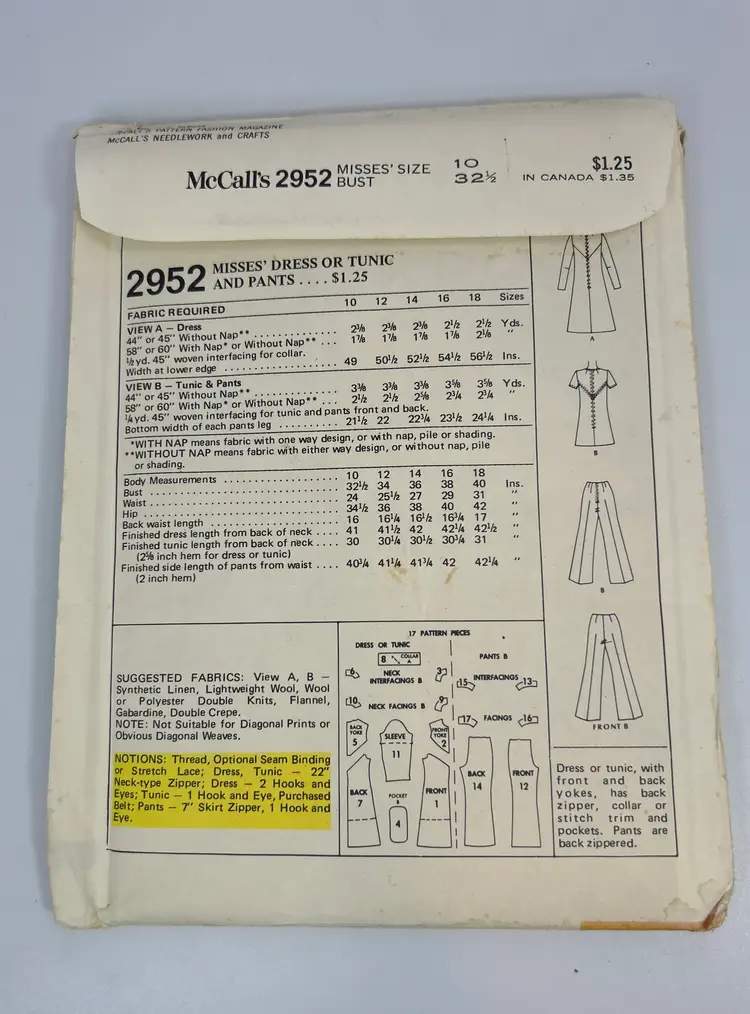 McCALL'S PATTERN FASHION MAGAZINE
McCALL'S NEEDLEWORK and CRAFTS
McCall's 2952 MISSES' SIZE 10 $1.25
BUST 32½ IN CANADA $1.35
2952 MISSES' DRESS OR TUNIC
AND PANTS .... $1.25
FABRIC REQUIRED 10 12 14 16 18 Sizes
VIEW A – Dress
44" or 45" Without Nap** 2⅜ 2⅜ 2⅜ 2½ 2½ Yds.
58" or 60" With Nap* or Without Nap** ... 1⅞ 1⅞ 1⅞ 1⅞ 2⅛ "
½ yd. 45" woven interfacing for collar.
Width at lower edge 49 50½ 52½ 54½ 56½ Ins.
VIEW B – Tunic & Pants
44" or 45" Without Nap** 3⅜ 3⅜ 3⅜ 3⅝ 3⅝ Yds.
58" or 60" With Nap* or Without Nap** ... 2½ 2½ 2⅝ 2¾ 2¾ "
¼ yd. 45" woven interfacing for tunic and pants front and back.
Bottom width of each pants leg 21½ 22 22¾ 23½ 24¼ Ins.
*WITH NAP means fabric with one way design, or with nap, pile or shading.
**WITHOUT NAP means fabric with either way design, or without nap, pile
or shading.
Body Measurements 10 12 14 16 18
Bust 32½ 34 36 38 40 Ins.
Waist 24 25½ 27 29 31 "
Hip 34½ 36 38 40 42 "
Back waist length 16 16¼ 16½ 16¾ 17 "
Finished dress length from back of neck .... 41 41½ 42 42¼ 42½ "
Finished tunic length from back of neck .... 30 30¼ 30½ 30¾ 31 "
(2⅝ inch hem for dress or tunic)
Finished side length of pants from waist .... 40¾ 41¼ 41¾ 42 42¼ "
(2 inch hem)
A
B
B
FRONT B
SUGGESTED FABRICS: View A, B –
Synthetic Linen, Lightweight Wool, Wool
or Polyester Double Knits, Flannel,
Gabardine, Double Crepe.
NOTE: Not Suitable for Diagonal Prints or
Obvious Diagonal Weaves.
NOTIONS: Thread, Optional Seam Binding
or Stretch Lace; Dress, Tunic – 22"
Neck-type Zipper; Dress – 2 Hooks and
Eyes; Tunic – 1 Hook and Eye, Purchased
Belt; Pants – 7" Skirt Zipper, 1 Hook and
Eye.
17 PATTERN PIECES
DRESS OR TUNIC
8 COLLAR A
6 NECK INTERFACINGS B 3
10 NECK FACINGS B 9
BACK YOKE 5
SLEEVE 11
FRONT YOKE 2
BACK 7
POCKET B 4
FRONT 1
PANTS B
15 INTERFACINGS 13
17 FACINGS 16
BACK 14
FRONT 12
Dress or tunic, with
front and back
yokes, has back
zipper, collar or
stitch trim and
pockets. Pants are
back zippered.